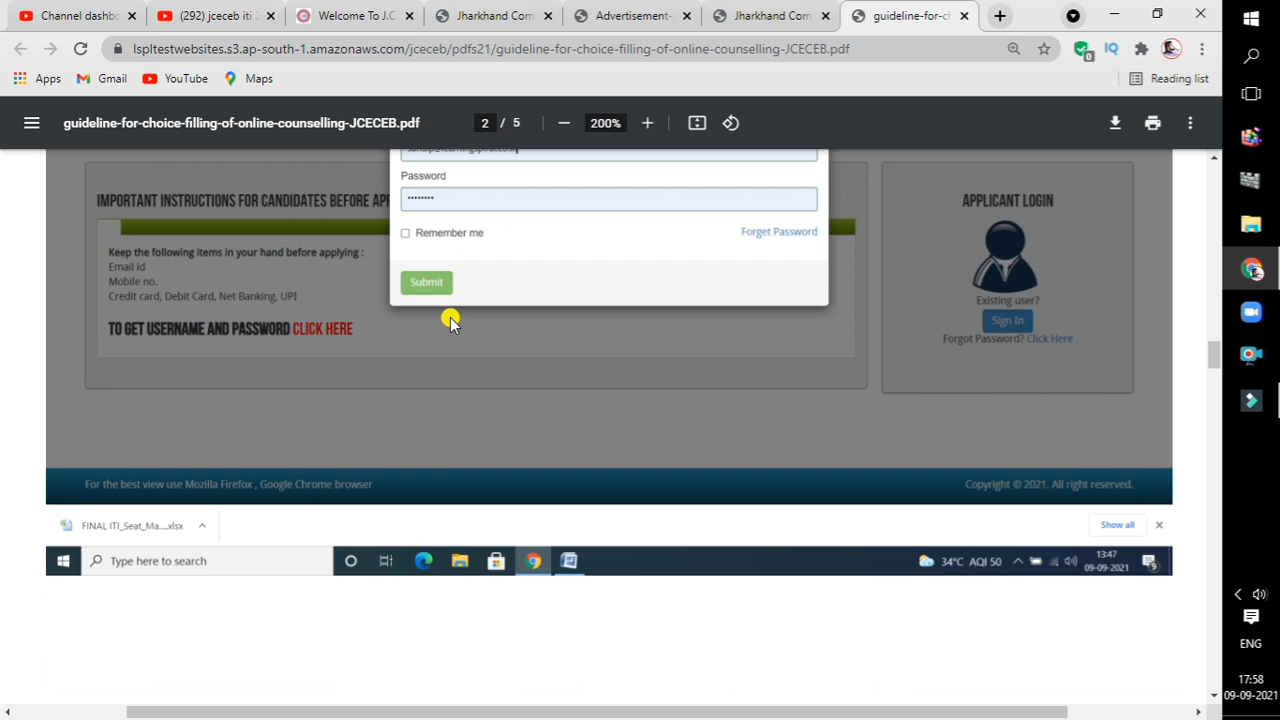 Channel dashbo
(292) jceceb iti
Welcome To J.C
Jharkhand Com
Advertisement-
Jharkhand Com
guideline-for-ch
lspltestwebsites.s3.ap-south-1.amazonaws.com/jceceb/pdfs21/guideline-for-choice-filling-of-online-counselling-JCECEB.pdf
0
IQ
Apps
Gmail
YouTube
Maps
Reading list
guideline-for-choice-filling-of-online-counselling-JCECEB.pdf
2 / 5
200%
Password
••••••••
Remember me
Forget Password
Submit
IMPORTANT INSTRUCTIONS FOR CANDIDATES BEFORE AP
Keep the following items in your hand before applying :
Email id
Mobile no.
Credit card, Debit Card, Net Banking, UPI
TO GET USERNAME AND PASSWORD CLICK HERE
APPLICANT LOGIN
Existing user?
Sign In
Forgot Password? Click Here
For the best view use Mozilla Firefox , Google Chrome browser
Copyright © 2021. All right reserved.
FINAL ITI_Seat_Ma....xlsx
Show all
Type here to search
34°C AQI 50
13:47
09-09-2021
9
ENG
17:58
09-09-2021